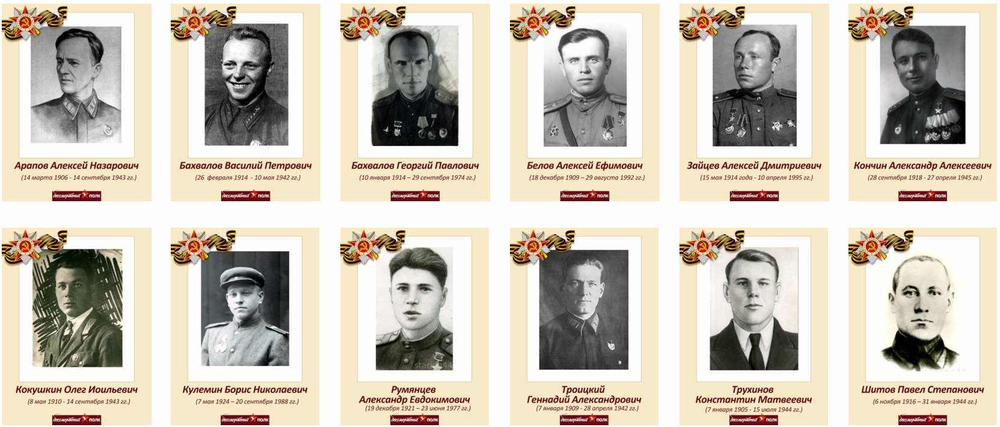 Арапов Алексей Назарович
(14 марта 1906 - 14 сентября 1943 гг.)
бессмертный полк
Бахвалов Василий Петрович
(26 февраля 1914 - 10 мая 1942 гг.)
бессмертный полк
Бахвалов Георгий Павлович
(10 января 1914 – 29 сентября 1974 гг.)
бессмертный полк
Белов Алексей Ефимович
(18 декабря 1909 – 29 августа 1992 гг.)
бессмертный полк
Зайцев Алексей Дмитриевич
(15 мая 1914 года - 10 апреля 1995 гг.)
бессмертный полк
Кончин Александр Алексеевич
(28 сентября 1918 - 27 апреля 1945 гг.)
бессмертный полк
Кокушкин Олег Иоильевич
(8 мая 1910 - 14 сентября 1943 гг.)
бессмертный полк
Кулемин Борис Николаевич
(7 мая 1924 – 20 сентября 1988 гг.)
бессмертный полк
starina44
Румянцев
Александр Евдокимович
(19 декабря 1921 – 23 июня 1977 гг.)
бессмертный полк
Троицкий
Геннадий Александрович
(7 января 1909 - 28 апреля 1942 гг.)
бессмертный полк
Трухинов
Константин Матвеевич
(7 января 1905 - 15 июля 1944 гг.)
бессмертный полк
Шитов Павел Степанович
(6 ноября 1916 – 31 января 1944 гг.)
бессмертный полк